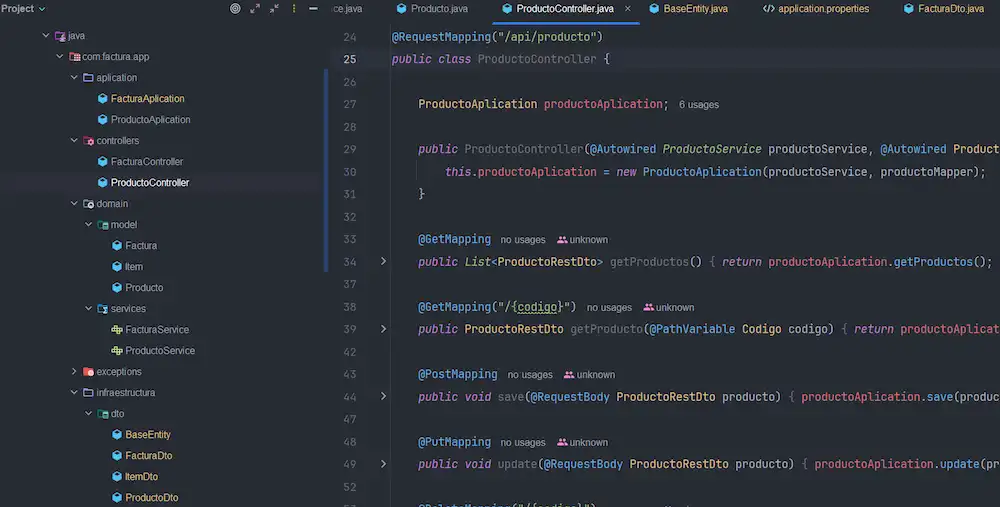 Project
ce.java
Producto.java
ProductoController.java
BaseEntity.java
application.properties
FacturaDto.java
java
com.factura.app
aplication
FacturaAplication
ProductoAplication
controllers
FacturaController
ProductoController
domain
model
Factura
Item
Producto
services
FacturaService
ProductoService
exceptions
infraestructura
dto
BaseEntity
FacturaDto
ItemDto
ProductoDto
24 @RequestMapping("/api/producto")
25 public class ProductoController {
26
27 ProductoAplication productoAplication; 6 usages
28
29 public ProductoController(@Autowired ProductoService productoService, @Autowired Product
30 this.productoAplication = new ProductoAplication(productoService, productoMapper);
31 }
32
33 @GetMapping no usages unknown
34 public List<ProductoRestDto> getProductos() { return productoAplication.getProductos();
37
38 @GetMapping("/{codigo}") no usages unknown
39 public ProductoRestDto getProducto(@PathVariable Codigo codigo) { return productoAplicat
42
43 @PostMapping no usages unknown
44 public void save(@RequestBody ProductoRestDto producto) { productoAplication.save(produc
47
48 @PutMapping no usages unknown
49 public void update(@RequestBody ProductoRestDto producto) { productoAplication.update(pr
52